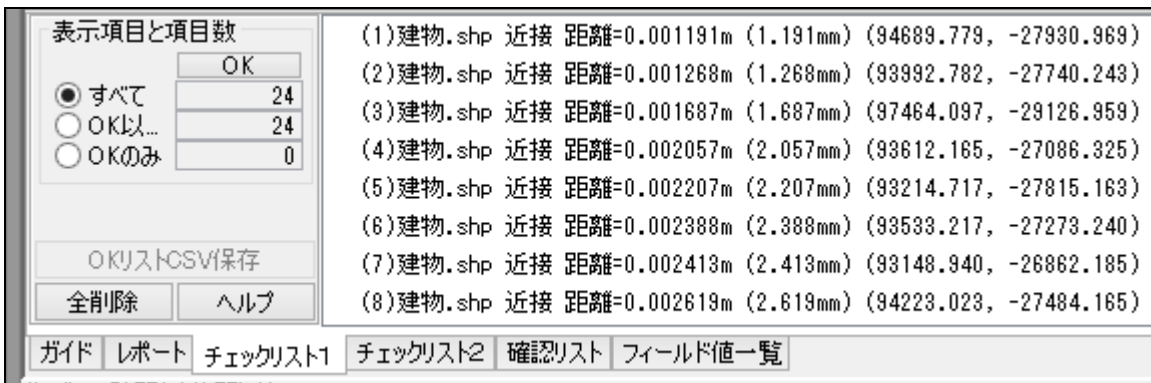 表示項目と項目数
OK
すべて 24
OK以... 24
OKのみ 0
OKリストCSV保存
全削除 ヘルプ
(1)建物.shp 近接 距離=0.001191m (1.191mm) (94689.779, -27930.969)
(2)建物.shp 近接 距離=0.001268m (1.268mm) (93992.782, -27740.243)
(3)建物.shp 近接 距離=0.001687m (1.687mm) (97464.097, -29126.959)
(4)建物.shp 近接 距離=0.002057m (2.057mm) (93612.165, -27086.325)
(5)建物.shp 近接 距離=0.002207m (2.207mm) (93214.717, -27815.163)
(6)建物.shp 近接 距離=0.002388m (2.388mm) (93533.217, -27273.240)
(7)建物.shp 近接 距離=0.002413m (2.413mm) (93148.940, -26862.185)
(8)建物.shp 近接 距離=0.002619m (2.619mm) (94223.023, -27484.165)
ガイド レポート チェックリスト1 チェックリスト2 確認リスト フィールド値一覧